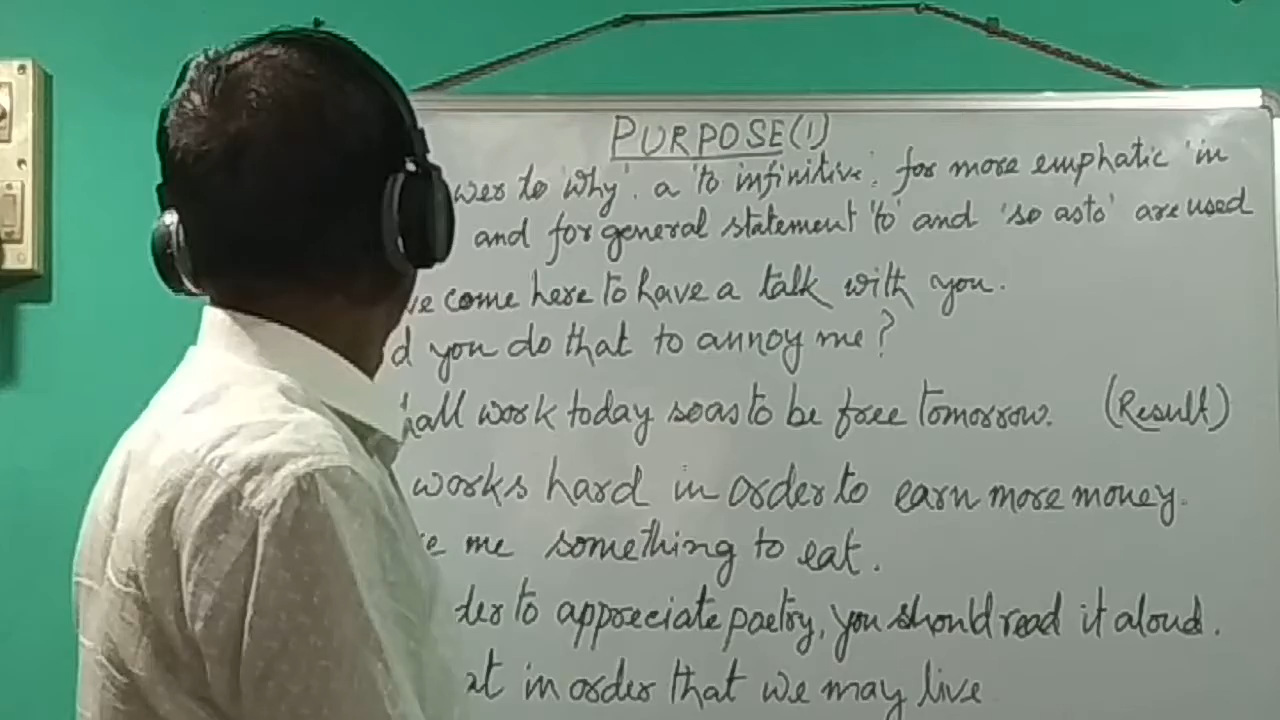 PURPOSE(1)
wer to 'why'. a 'to infinitive'. for more emphatic 'in
and for general statement 'to' and 'so as to' are used
ve come here to have a talk with you.
d you do that to annoy me?
hall work today so as to be free tomorrow. (Result)
works hard in order to earn more money.
e me something to eat.
der to appreciate poetry, you should read it aloud.
at in order that we may live